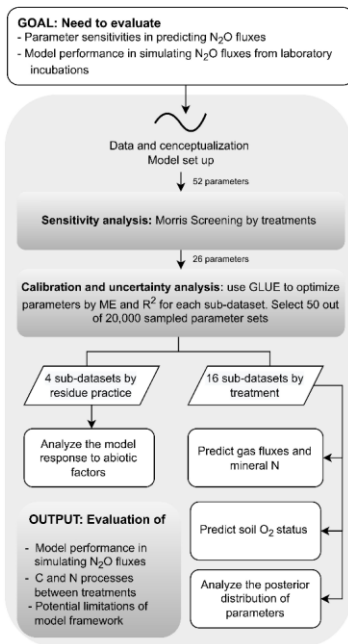 GOAL: Need to evaluate
- Parameter sensitivities in predicting N₂O fluxes
- Model performance in simulating N₂O fluxes from laboratory
incubations
Data and cenceptualization
Model set up
52 parameters
Sensitivity analysis: Morris Screening by treatments
26 parameters
Calibration and uncertainty analysis: use GLUE to optimize
parameters by ME and R² for each sub-dataset. Select 50 out
of 20,000 sampled parameter sets
4 sub-datasets by
residue practice
16 sub-datasets by
treatment
Analyze the model
response to abiotic
factors
Predict gas fluxes and
mineral N
OUTPUT: Evaluation of
- Model performance in
simulating N₂O fluxes
- C and N processes
between treatments
- Potential limitations of
model framework
Predict soil O₂ status
Analyze the posterior
distribution of
parameters